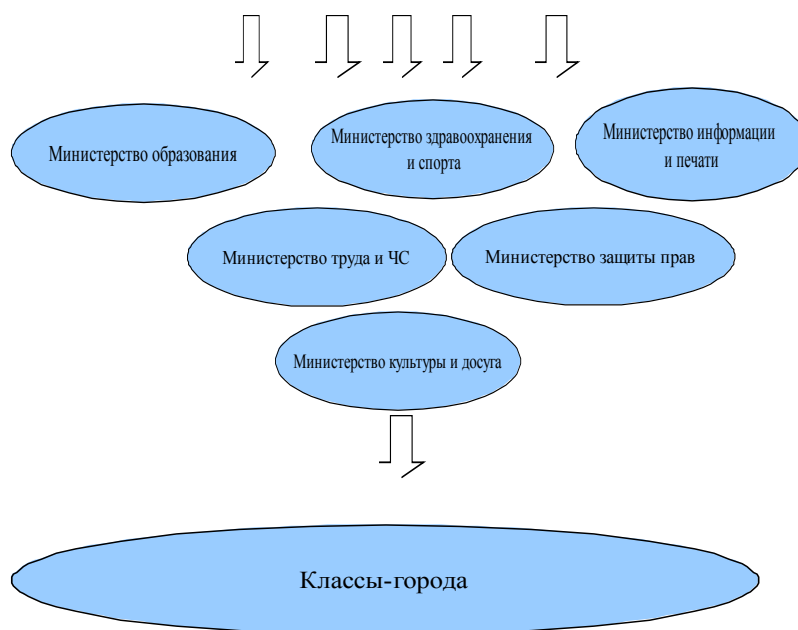 Министерство образования
Министерство здравоохранения
и спорта
Министерство информации
и печати
Министерство труда и ЧС
Министерство защиты прав
Министерство культуры и досуга
Классы-города